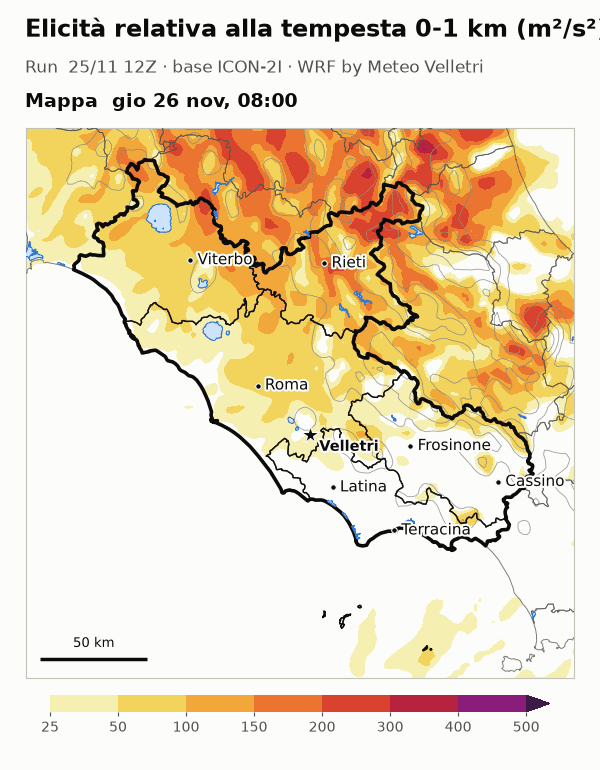 Elicità relativa alla tempesta 0-1 km (m²/s²)
Run  25/11 12Z · base ICON-2I · WRF by Meteo Velletri
Mappa  gio 26 nov, 08:00
Viterbo
Rieti
Roma
Velletri
Frosinone
Cassino
Latina
Terracina
50 km
25 50 100 150 200 300 400 500